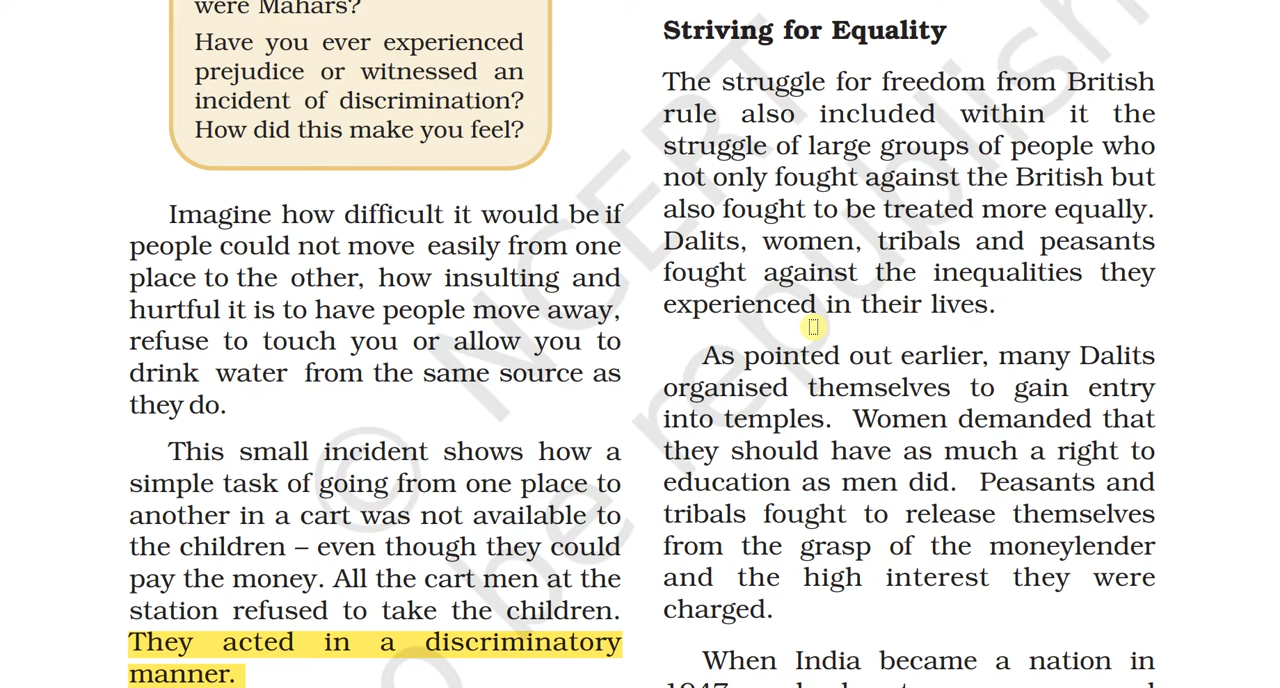 were Mahars?
Have you ever experienced
prejudice or witnessed an
incident of discrimination?
How did this make you feel?
Imagine how difficult it would be if
people could not move easily from one
place to the other, how insulting and
hurtful it is to have people move away,
refuse to touch you or allow you to
drink water from the same source as
they do.
This small incident shows how a
simple task of going from one place to
another in a cart was not available to
the children – even though they could
pay the money. All the cart men at the
station refused to take the children.
They acted in a discriminatory
manner.
Striving for Equality
The struggle for freedom from British
rule also included within it the
struggle of large groups of people who
not only fought against the British but
also fought to be treated more equally.
Dalits, women, tribals and peasants
fought against the inequalities they
experienced in their lives.
As pointed out earlier, many Dalits
organised themselves to gain entry
into temples. Women demanded that
they should have as much a right to
education as men did. Peasants and
tribals fought to release themselves
from the grasp of the moneylender
and the high interest they were
charged.
When India became a nation in
© NCERT
be republish